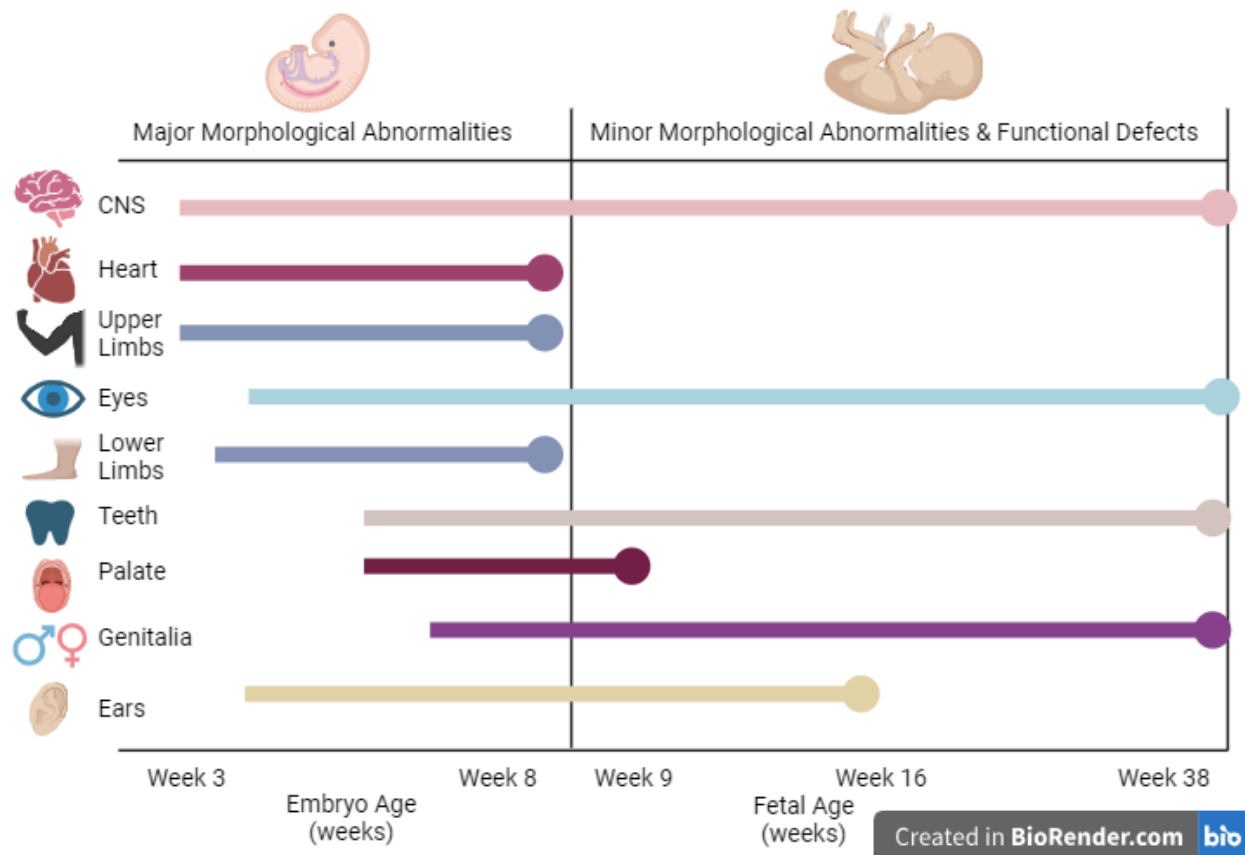 Major Morphological Abnormalities
Minor Morphological Abnormalities & Functional Defects
CNS
Heart
Upper
Limbs
Eyes
Lower
Limbs
Teeth
Palate
Genitalia
Ears
Week 3
Week 8
Week 9
Week 16
Week 38
Embryo Age
(weeks)
Fetal Age
(weeks)
Created in BioRender.com bio